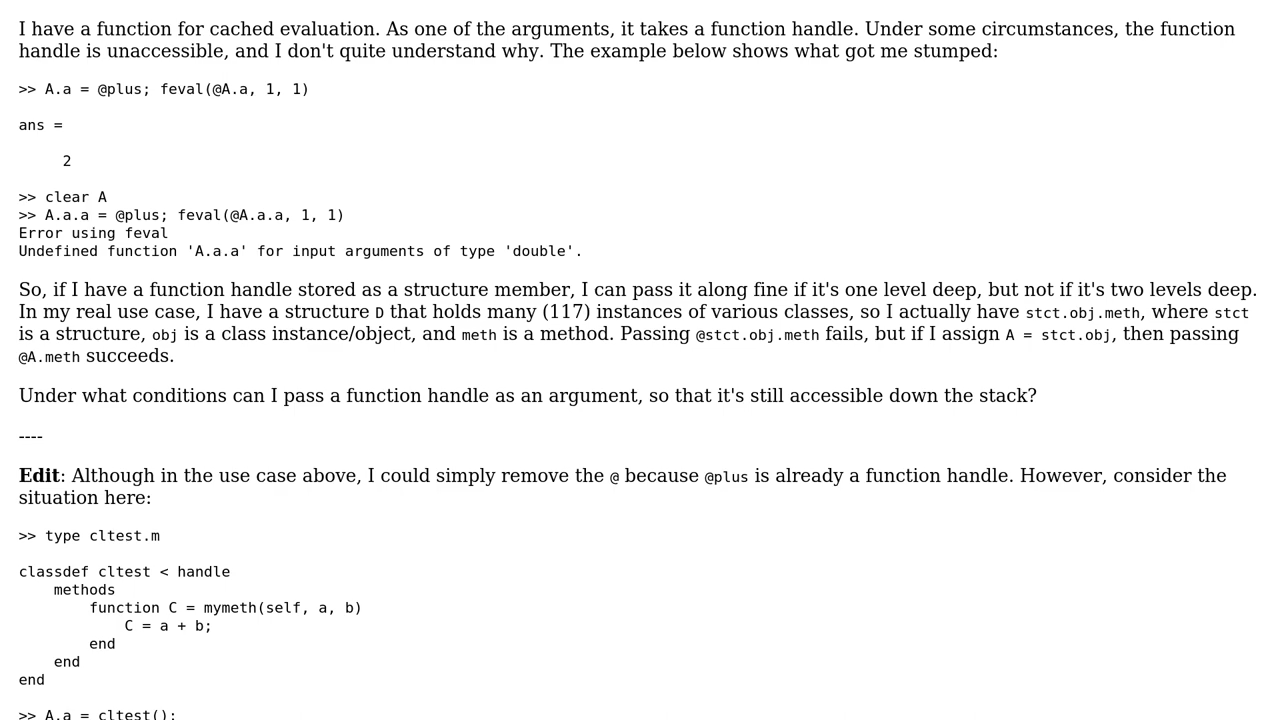 I have a function for cached evaluation. As one of the arguments, it takes a function handle. Under some circumstances, the function
handle is unaccessible, and I don't quite understand why. The example below shows what got me stumped:
>> A.a = @plus; feval(@A.a, 1, 1)
ans =
2
>> clear A
>> A.a.a = @plus; feval(@A.a.a, 1, 1)
Error using feval
Undefined function 'A.a.a' for input arguments of type 'double'.
So, if I have a function handle stored as a structure member, I can pass it along fine if it's one level deep, but not if it's two levels deep.
In my real use case, I have a structure D that holds many (117) instances of various classes, so I actually have stct.obj.meth, where stct
is a structure, obj is a class instance/object, and meth is a method. Passing @stct.obj.meth fails, but if I assign A = stct.obj, then passing
@A.meth succeeds.
Under what conditions can I pass a function handle as an argument, so that it's still accessible down the stack?
----
Edit: Although in the use case above, I could simply remove the @ because @plus is already a function handle. However, consider the
situation here:
>> type cltest.m
classdef cltest < handle
methods
function C = mymeth(self, a, b)
C = a + b;
end
end
end
>> A.a = cltest();